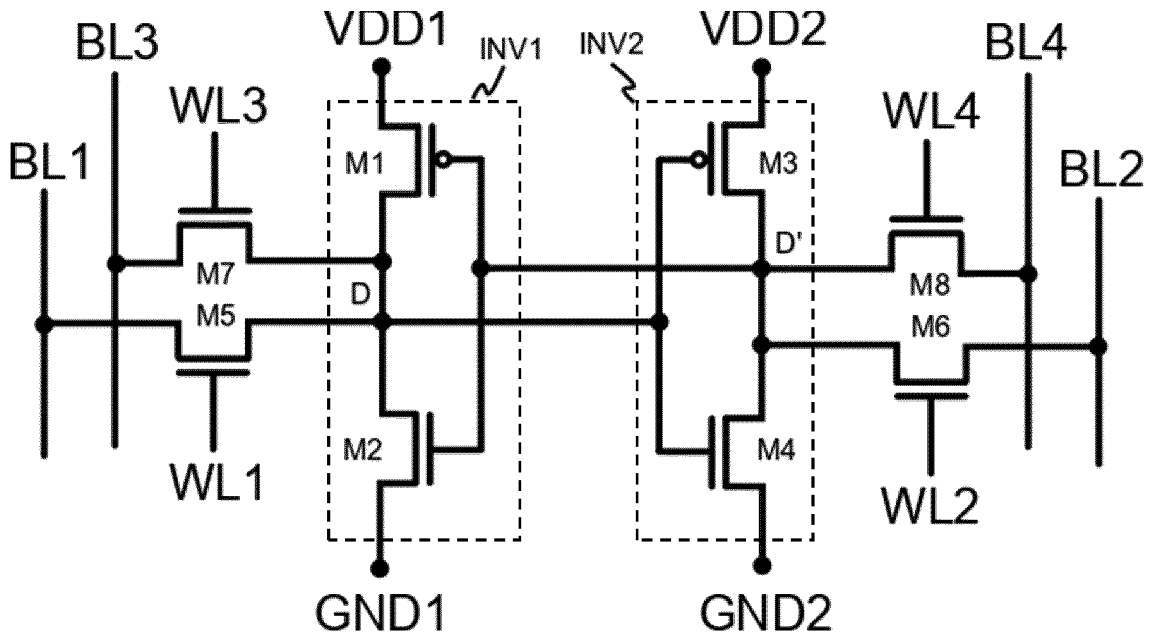 VDD1
VDD2
INV1
INV2
BL3
BL4
WL3
WL4
BL1
M1
M3
BL2
D'
M7
D
M8
M5
M6
M2
M4
WL1
WL2
GND1
GND2